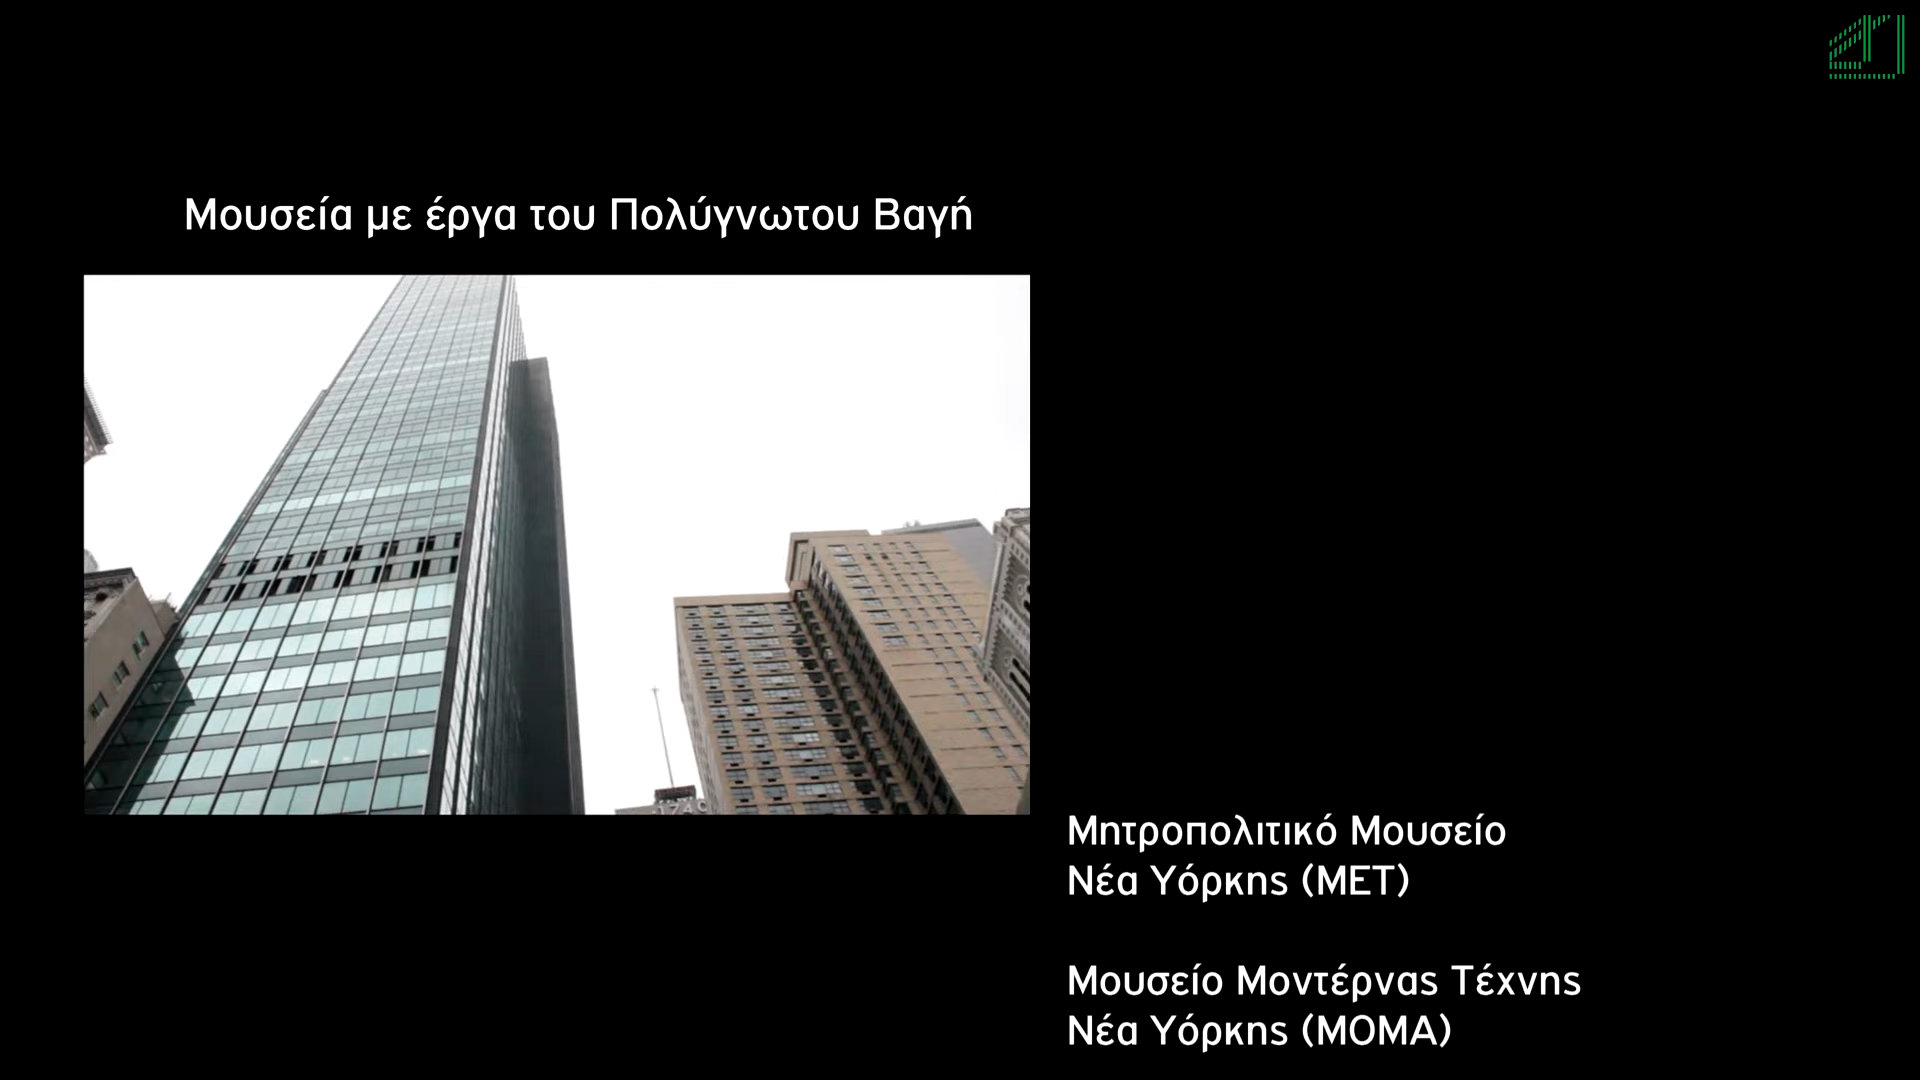 Μουσεία με έργα του Πολύγνωτου Βαγή
Μητροπολιτικό Μουσείο
Νέα Υόρκης (ΜΕΤ)
Μουσείο Μοντέρνας Τέχνης
Νέα Υόρκης (ΜΟΜΑ)